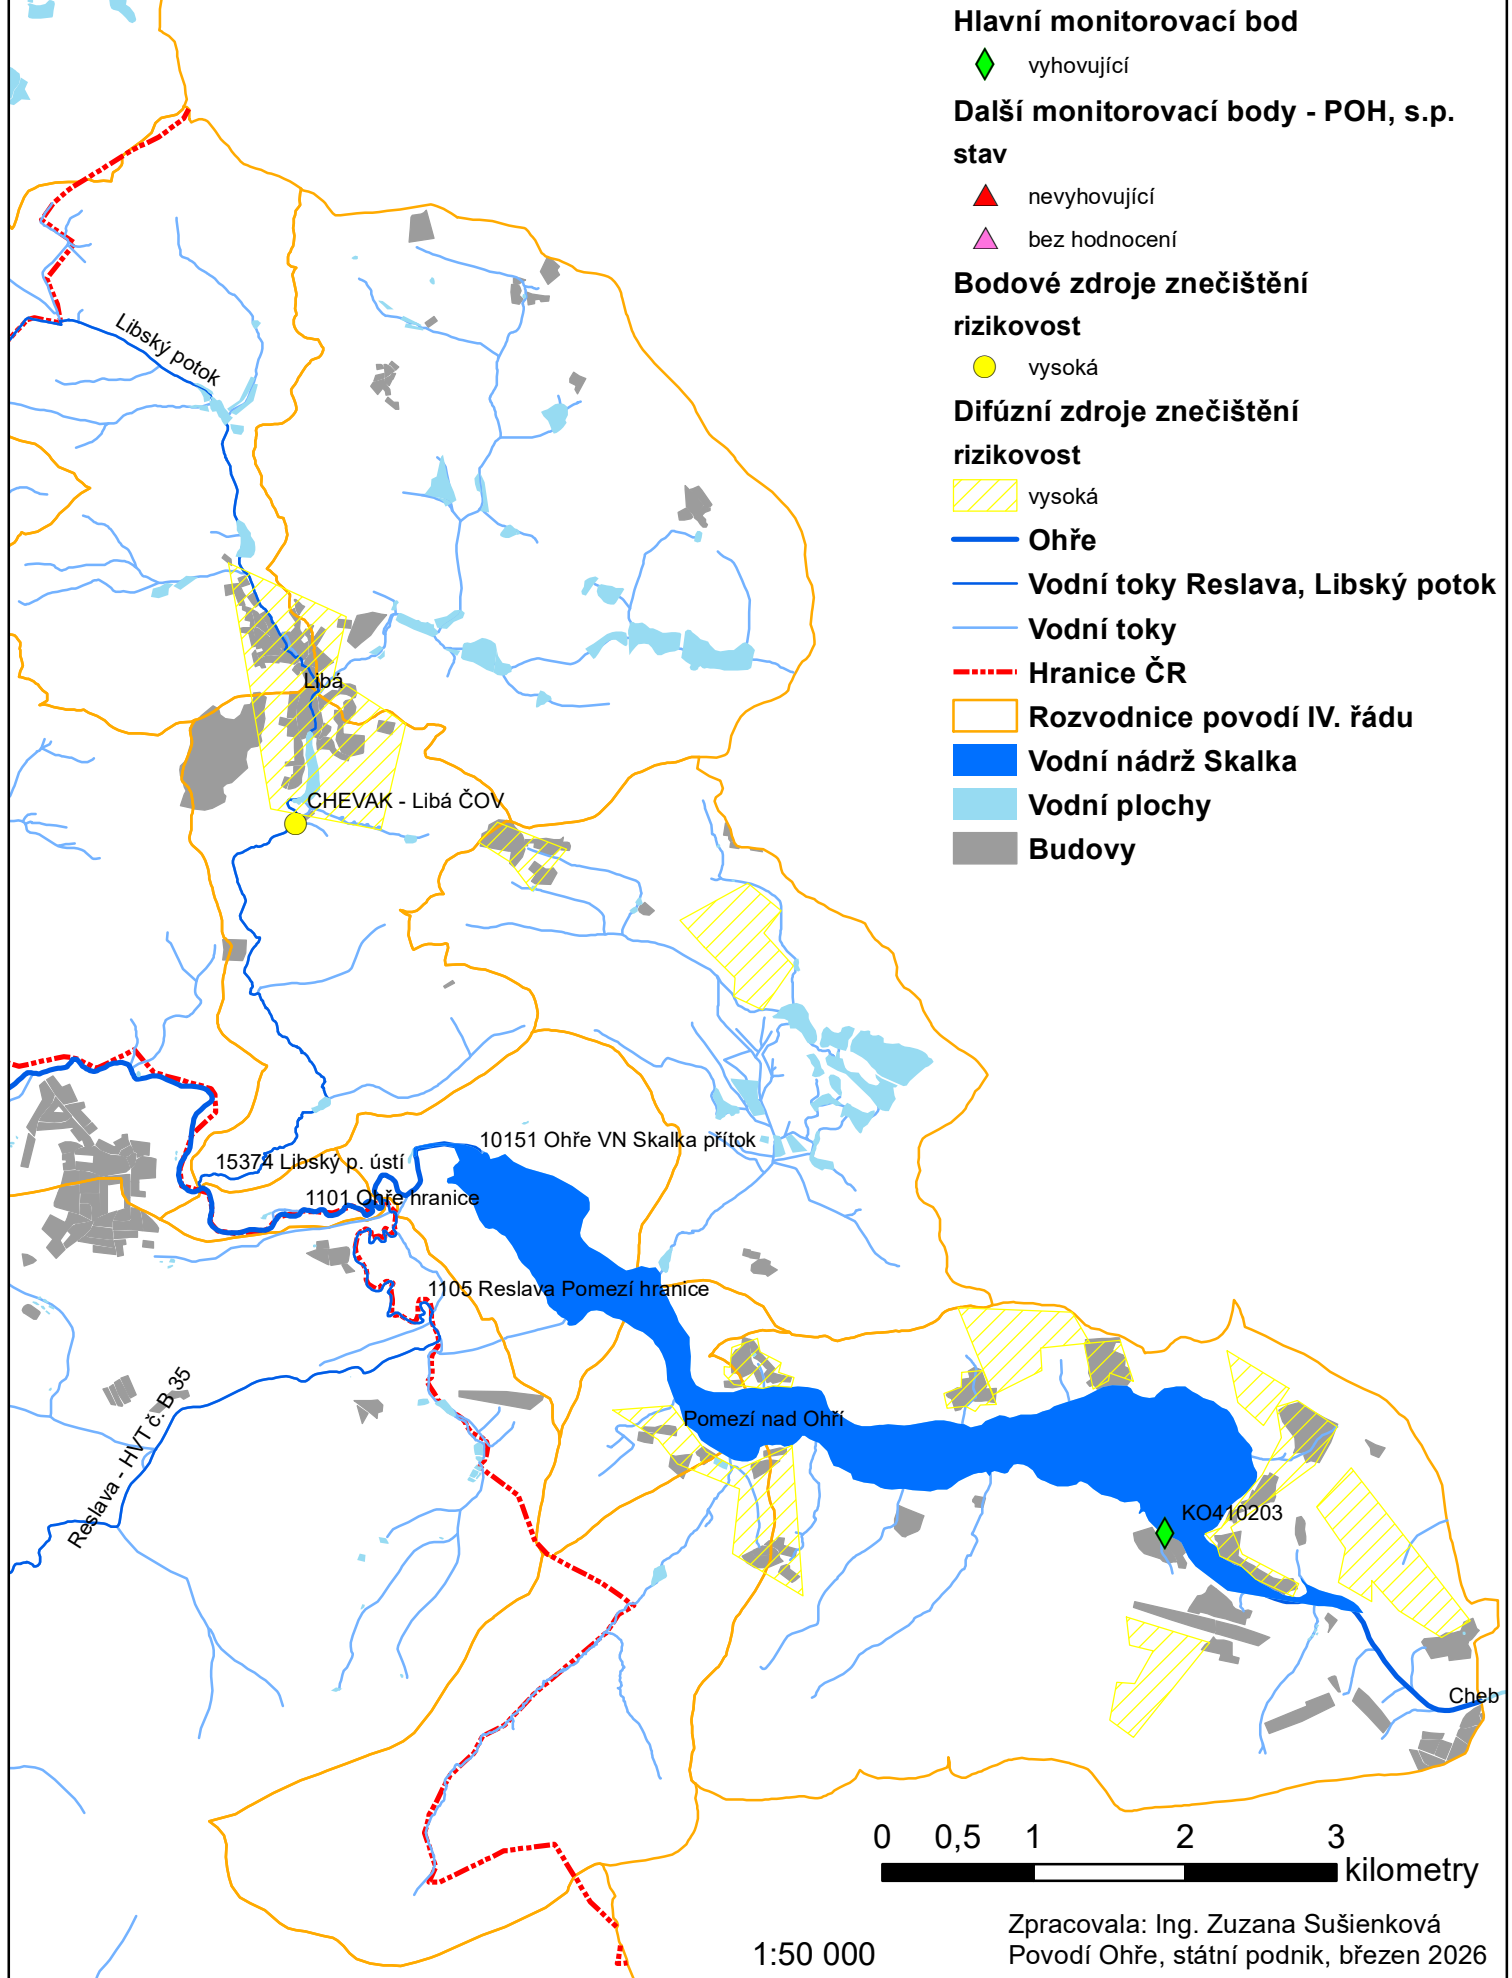 Hlavní monitorovací bod
vyhovující
Další monitorovací body - POH, s.p.
stav
nevyhovující
bez hodnocení
Bodové zdroje znečištění
rizikovost
vysoká
Difúzní zdroje znečištění
rizikovost
vysoká
Ohře
Vodní toky Reslava, Libský potok
Vodní toky
Hranice ČR
Rozvodnice povodí IV. řádu
Vodní nádrž Skalka
Vodní plochy
Budovy
Libský potok
Libá
CHEVAK - Libá ČOV
10151 Ohře VN Skalka přítok
15374 Libský p. ústí
1101 Ohře hranice
1105 Reslava Pomezí hranice
Reslava - HVT č. B 35
Pomezí nad Ohří
KO410203
Cheb
0 0,5 1 2 3
kilometry
1:50 000
Zpracovala: Ing. Zuzana Sušienková
Povodí Ohře, státní podnik, březen 2026